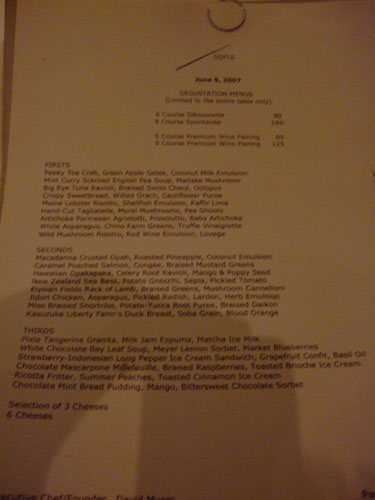 SONA
June 9, 2007
DEGUSTATION MENUS
(Limited to the entire table only)
6 Course Découverte 89
9 Course Spontanée
6 Course Premium Wine Pairing
9 Course Premium Wine Pairing 125
FIRSTS
Peeky Toe Crab, Green Apple Gelee, Coconut Milk Emulsion
Mint Curry Scented English Pea Soup, Maitake Mushroom
Big Eye Tuna Ravioli, Braised Swiss Chard, Octopus
Crispy Sweetbread, Wilted Orach, Cauliflower Puree
Maine Lobster Risotto, Shellfish Emulsion, Kaffir Lime
Hand-Cut Tagliatelle, Morel Mushrooms, Pea Shoots
Artichoke Parmesan Agnolotti, Prosciutto, Baby Artichoke
White Asparagus, Chino Farm Greens, Truffle Vinaigrette
Wild Mushroom Risotto, Red Wine Emulsion, Lovage
SECONDS
Macadamia Crusted Opah, Roasted Pineapple, Coconut Emulsion
Caramel Poached Salmon, Congee, Braised Mustard Greens
Hawaiian Opakapaka, Celery Root Ravioli, Mango & Poppy Seed
New Zealand Sea Bass, Potato Gnocchi, Sepia, Pickled Tomato
Elysian Fields Rack of Lamb, Braised Greens, Mushroom Cannelloni
Jidori Chicken, Asparagus, Pickled Radish, Lardon, Herb Emulsion
Miso Braised Shortribs, Potato-Yucca Root Puree, Braised Daikon
Liberty Farm's Duck Breast, Soba Gram, Blood Orange
THIRDS
Pixie Tangerine Granita, Milk Jam Espuma, Matcha Ice Milk
White Chocolate Bay Leaf Soup, Meyer Lemon Sorbet, Market Blueberries
Strawberry-Indonesian Long Pepper Ice Cream Sandwich, Grapefruit Confit, Basil Oil
Chocolate Mascarpone Millefeuille, Braised Raspberries, Toasted Brioche Ice Cream
Ricotta Fritter, Summer Peaches, Toasted Cinnamon Ice Cream
Chocolate Mint Bread Pudding, Mango, Bittersweet Chocolate Sorbet
Selection of 3 Cheeses
6 Cheeses
ecutive Chef/Founder David Myers